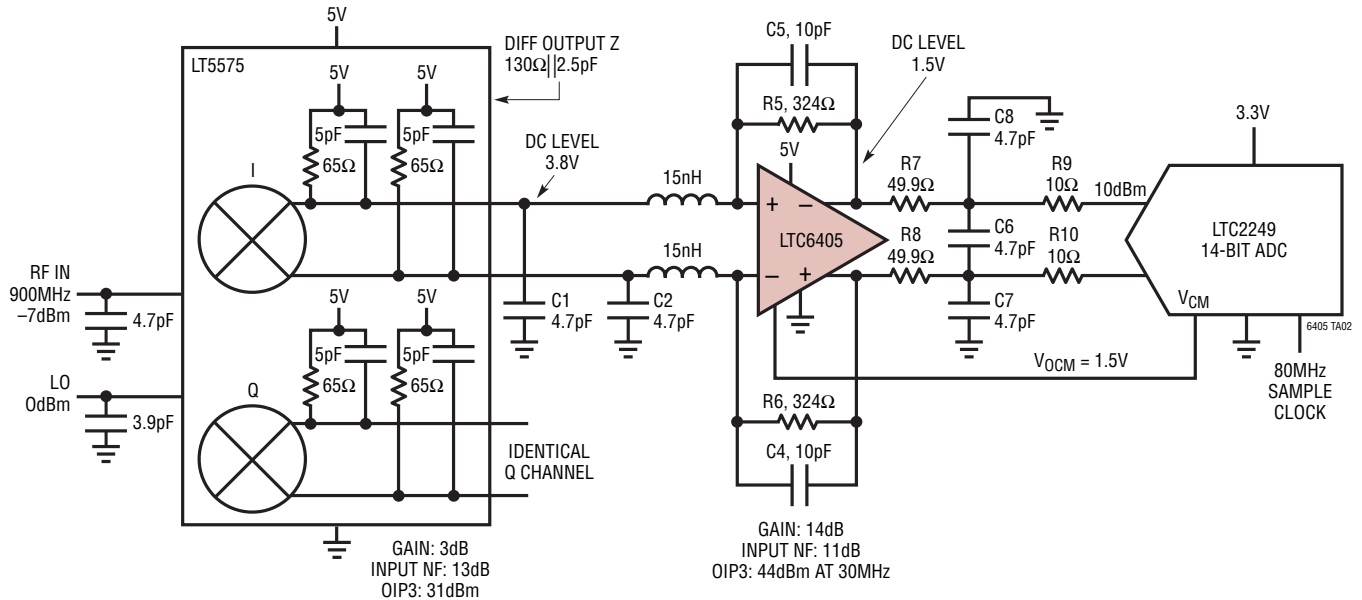 5V
LT5575
DIFF OUTPUT Z
130Ω||2.5pF
5V
5V
5pF
65Ω
5pF
65Ω
I
DC LEVEL
3.8V
RF IN
900MHz
–7dBm
4.7pF
LO
0dBm
3.9pF
5V
5V
5pF
65Ω
5pF
65Ω
Q
IDENTICAL
Q CHANNEL
GAIN: 3dB
INPUT NF: 13dB
OIP3: 31dBm
C1
4.7pF
C2
4.7pF
15nH
15nH
C5, 10pF
R5, 324Ω
DC LEVEL
1.5V
5V
+ –
LTC6405
– +
R6, 324Ω
C4, 10pF
GAIN: 14dB
INPUT NF: 11dB
OIP3: 44dBm AT 30MHz
R7
49.9Ω
R8
49.9Ω
C8
4.7pF
C6
4.7pF
C7
4.7pF
R9
10Ω
R10
10Ω
10dBm
3.3V
LTC2249
14-BIT ADC
VCM
6405 TA02
VOCM = 1.5V
80MHz
SAMPLE
CLOCK